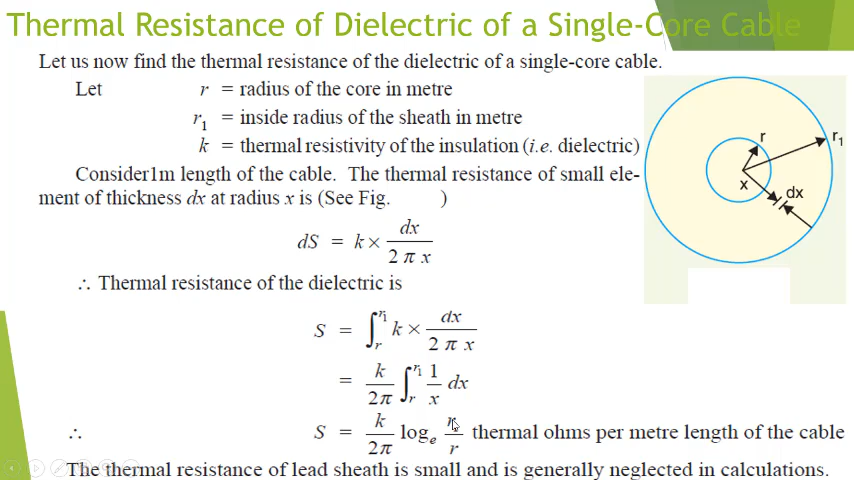 Thermal Resistance of Dielectric of a Single-Core Cable
Let us now find the thermal resistance of the dielectric of a single-core cable.
Let r = radius of the core in metre
r₁ = inside radius of the sheath in metre
k = thermal resistivity of the insulation (i.e. dielectric)
Consider1m length of the cable. The thermal resistance of small ele-
ment of thickness dx at radius x is (See Fig. )
dS = k × dx / 2 π x
∴ Thermal resistance of the dielectric is
S = ∫ᵣ^r₁ k × dx / 2 π x
= k / 2π ∫ᵣ^r₁ 1 / x dx
∴ S = k / 2π logₑ r₁ / r thermal ohms per metre length of the cable
The thermal resistance of lead sheath is small and is generally neglected in calculations.
r
r₁
x
dx